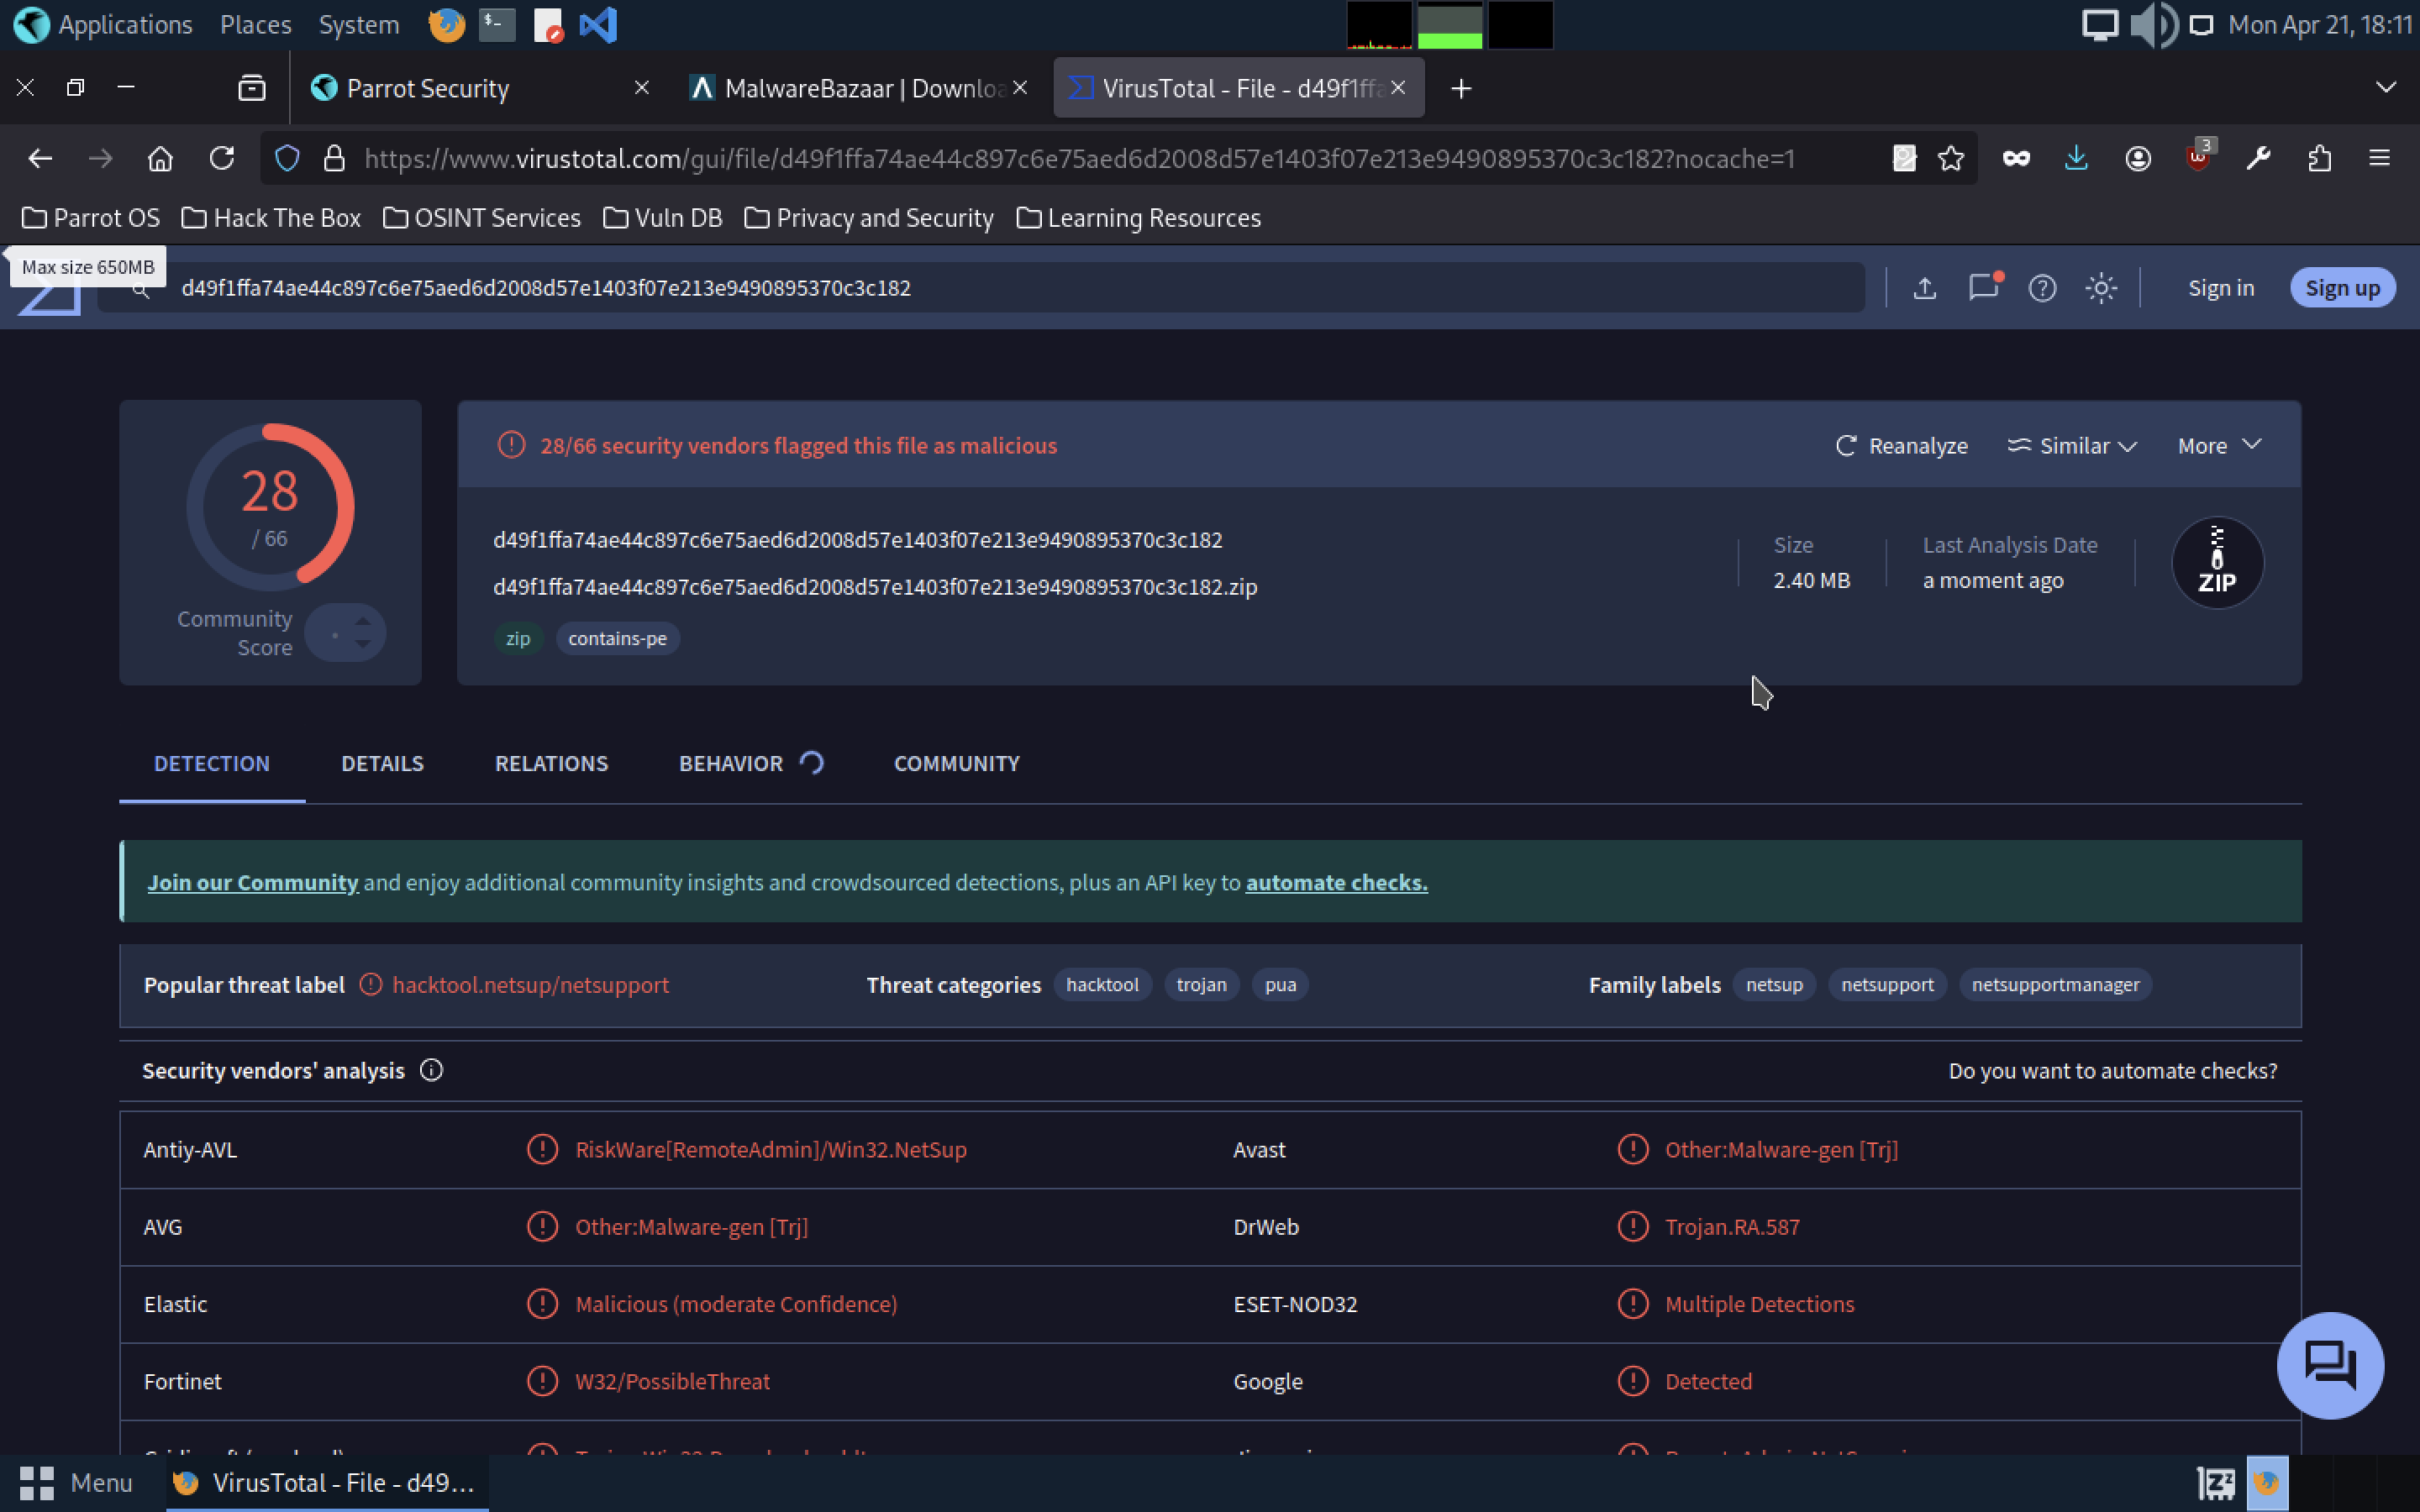 Applications Places System Mon Apr 21, 18:11
Parrot Security MalwareBazaar | Downloa VirusTotal - File - d49f1ffa
https://www.virustotal.com/gui/file/d49f1ffa74ae44c897c6e75aed6d2008d57e1403f07e213e9490895370c3c182?nocache=1 3
Parrot OS Hack The Box OSINT Services Vuln DB Privacy and Security Learning Resources
Max size 650MB
d49f1ffa74ae44c897c6e75aed6d2008d57e1403f07e213e9490895370c3c182 Sign in Sign up
28
/ 66
Community
Score
28/66 security vendors flagged this file as malicious Reanalyze Similar More
d49f1ffa74ae44c897c6e75aed6d2008d57e1403f07e213e9490895370c3c182
d49f1ffa74ae44c897c6e75aed6d2008d57e1403f07e213e9490895370c3c182.zip
zip contains-pe
Size
2.40 MB
Last Analysis Date
a moment ago
ZIP
DETECTION DETAILS RELATIONS BEHAVIOR COMMUNITY
Join our Community and enjoy additional community insights and crowdsourced detections, plus an API key to automate checks.
Popular threat label hacktool.netsup/netsupport Threat categories hacktool trojan pua Family labels netsup netsupport netsupportmanager
Security vendors' analysis Do you want to automate checks?
Antiy-AVL RiskWare[RemoteAdmin]/Win32.NetSup Avast Other:Malware-gen [Trj]
AVG Other:Malware-gen [Trj] DrWeb Trojan.RA.587
Elastic Malicious (moderate Confidence) ESET-NOD32 Multiple Detections
Fortinet W32/PossibleThreat Google Detected
Menu VirusTotal - File - d49...